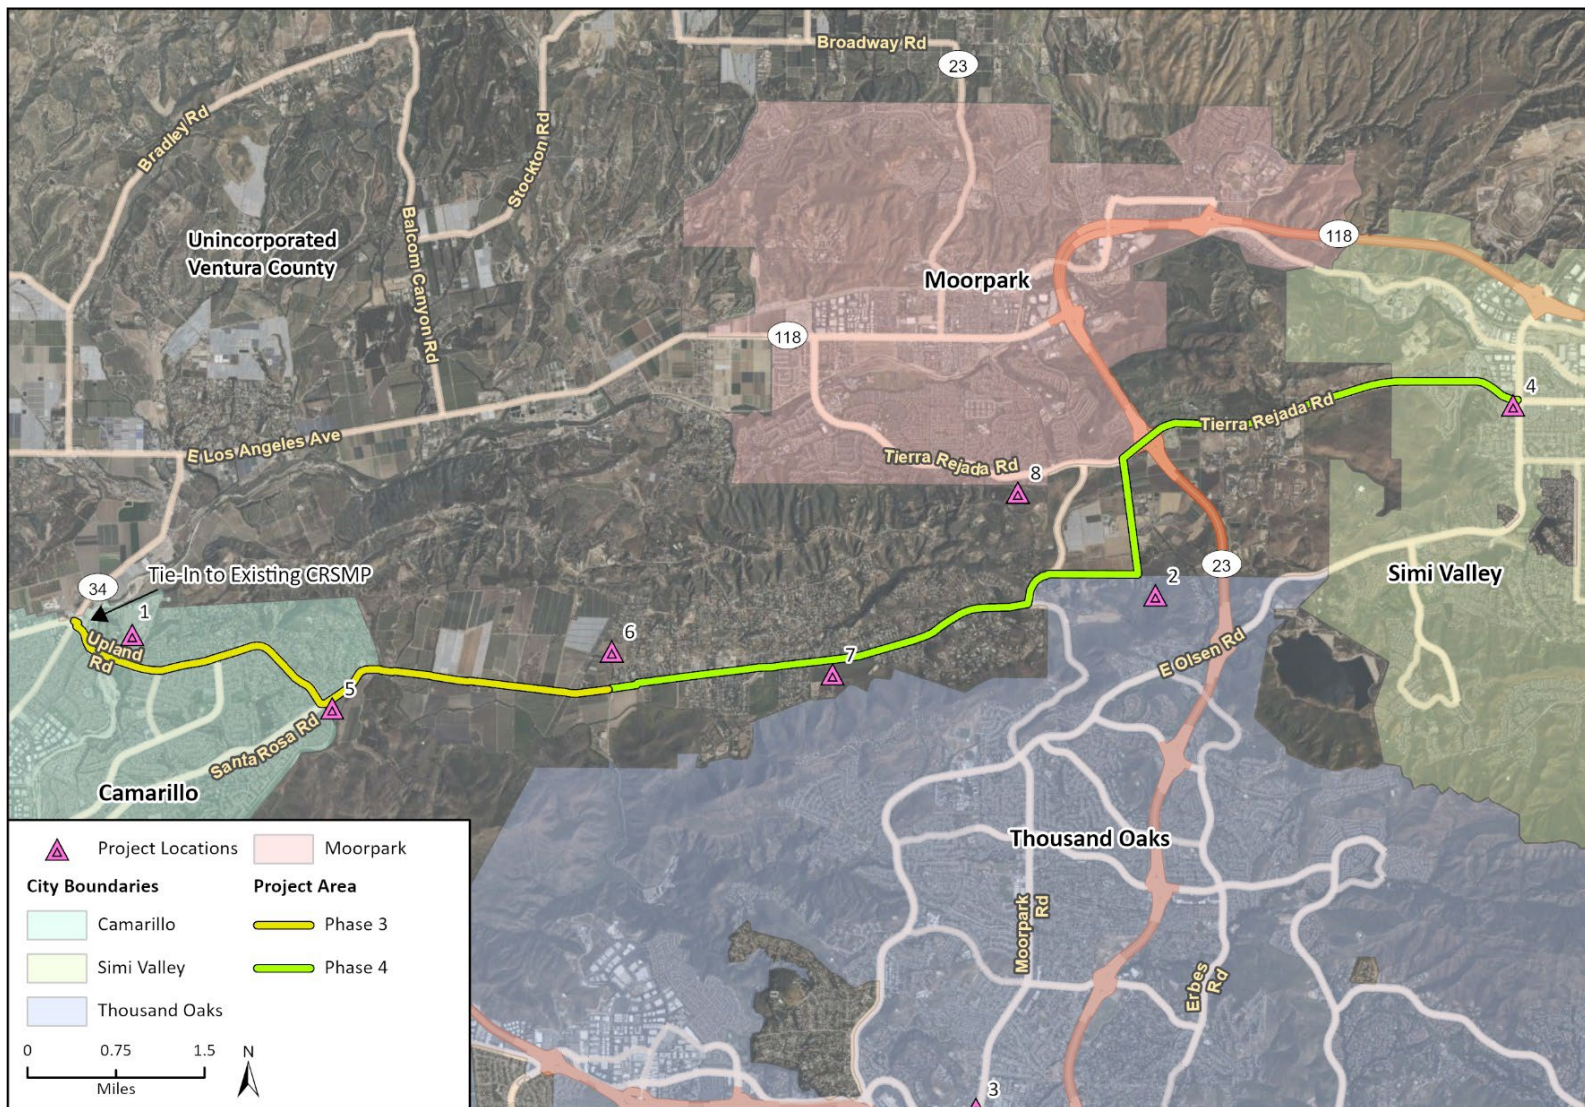 Broadway Rd
23
Bradley Rd
Stockton Rd
Balcom Canyon Rd
Unincorporated
Ventura County
118
Moorpark
118
4
Tierra Rejada Rd
E Los Angeles Ave
Tierra Rejada Rd
8
23
Simi Valley
34
Tie-In to Existing CRSMP
1
2
Upland
Rd
6
7
E Olsen Rd
5
Santa Rosa Rd
Camarillo
Thousand Oaks
Moorpark
Rd
Erbes
Rd
3
Project Locations
Moorpark
City Boundaries
Project Area
Camarillo
Phase 3
Simi Valley
Phase 4
Thousand Oaks
0 0.75 1.5
Miles
N